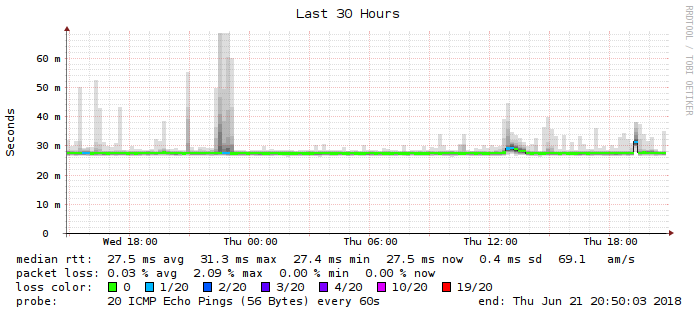 Last 30 Hours
RRDTOOL / TOBI OETIKER
Seconds
60 m
50 m
40 m
30 m
20 m
10 m
0
Wed 18:00 Thu 00:00 Thu 06:00 Thu 12:00 Thu 18:00
median rtt: 27.5 ms avg 31.3 ms max 27.4 ms min 27.5 ms now 0.4 ms sd 69.1 am/s
packet loss: 0.03 % avg 2.09 % max 0.00 % min 0.00 % now
loss color: 0 1/20 2/20 3/20 4/20 10/20 19/20
probe: 20 ICMP Echo Pings (56 Bytes) every 60s end: Thu Jun 21 20:50:03 2018